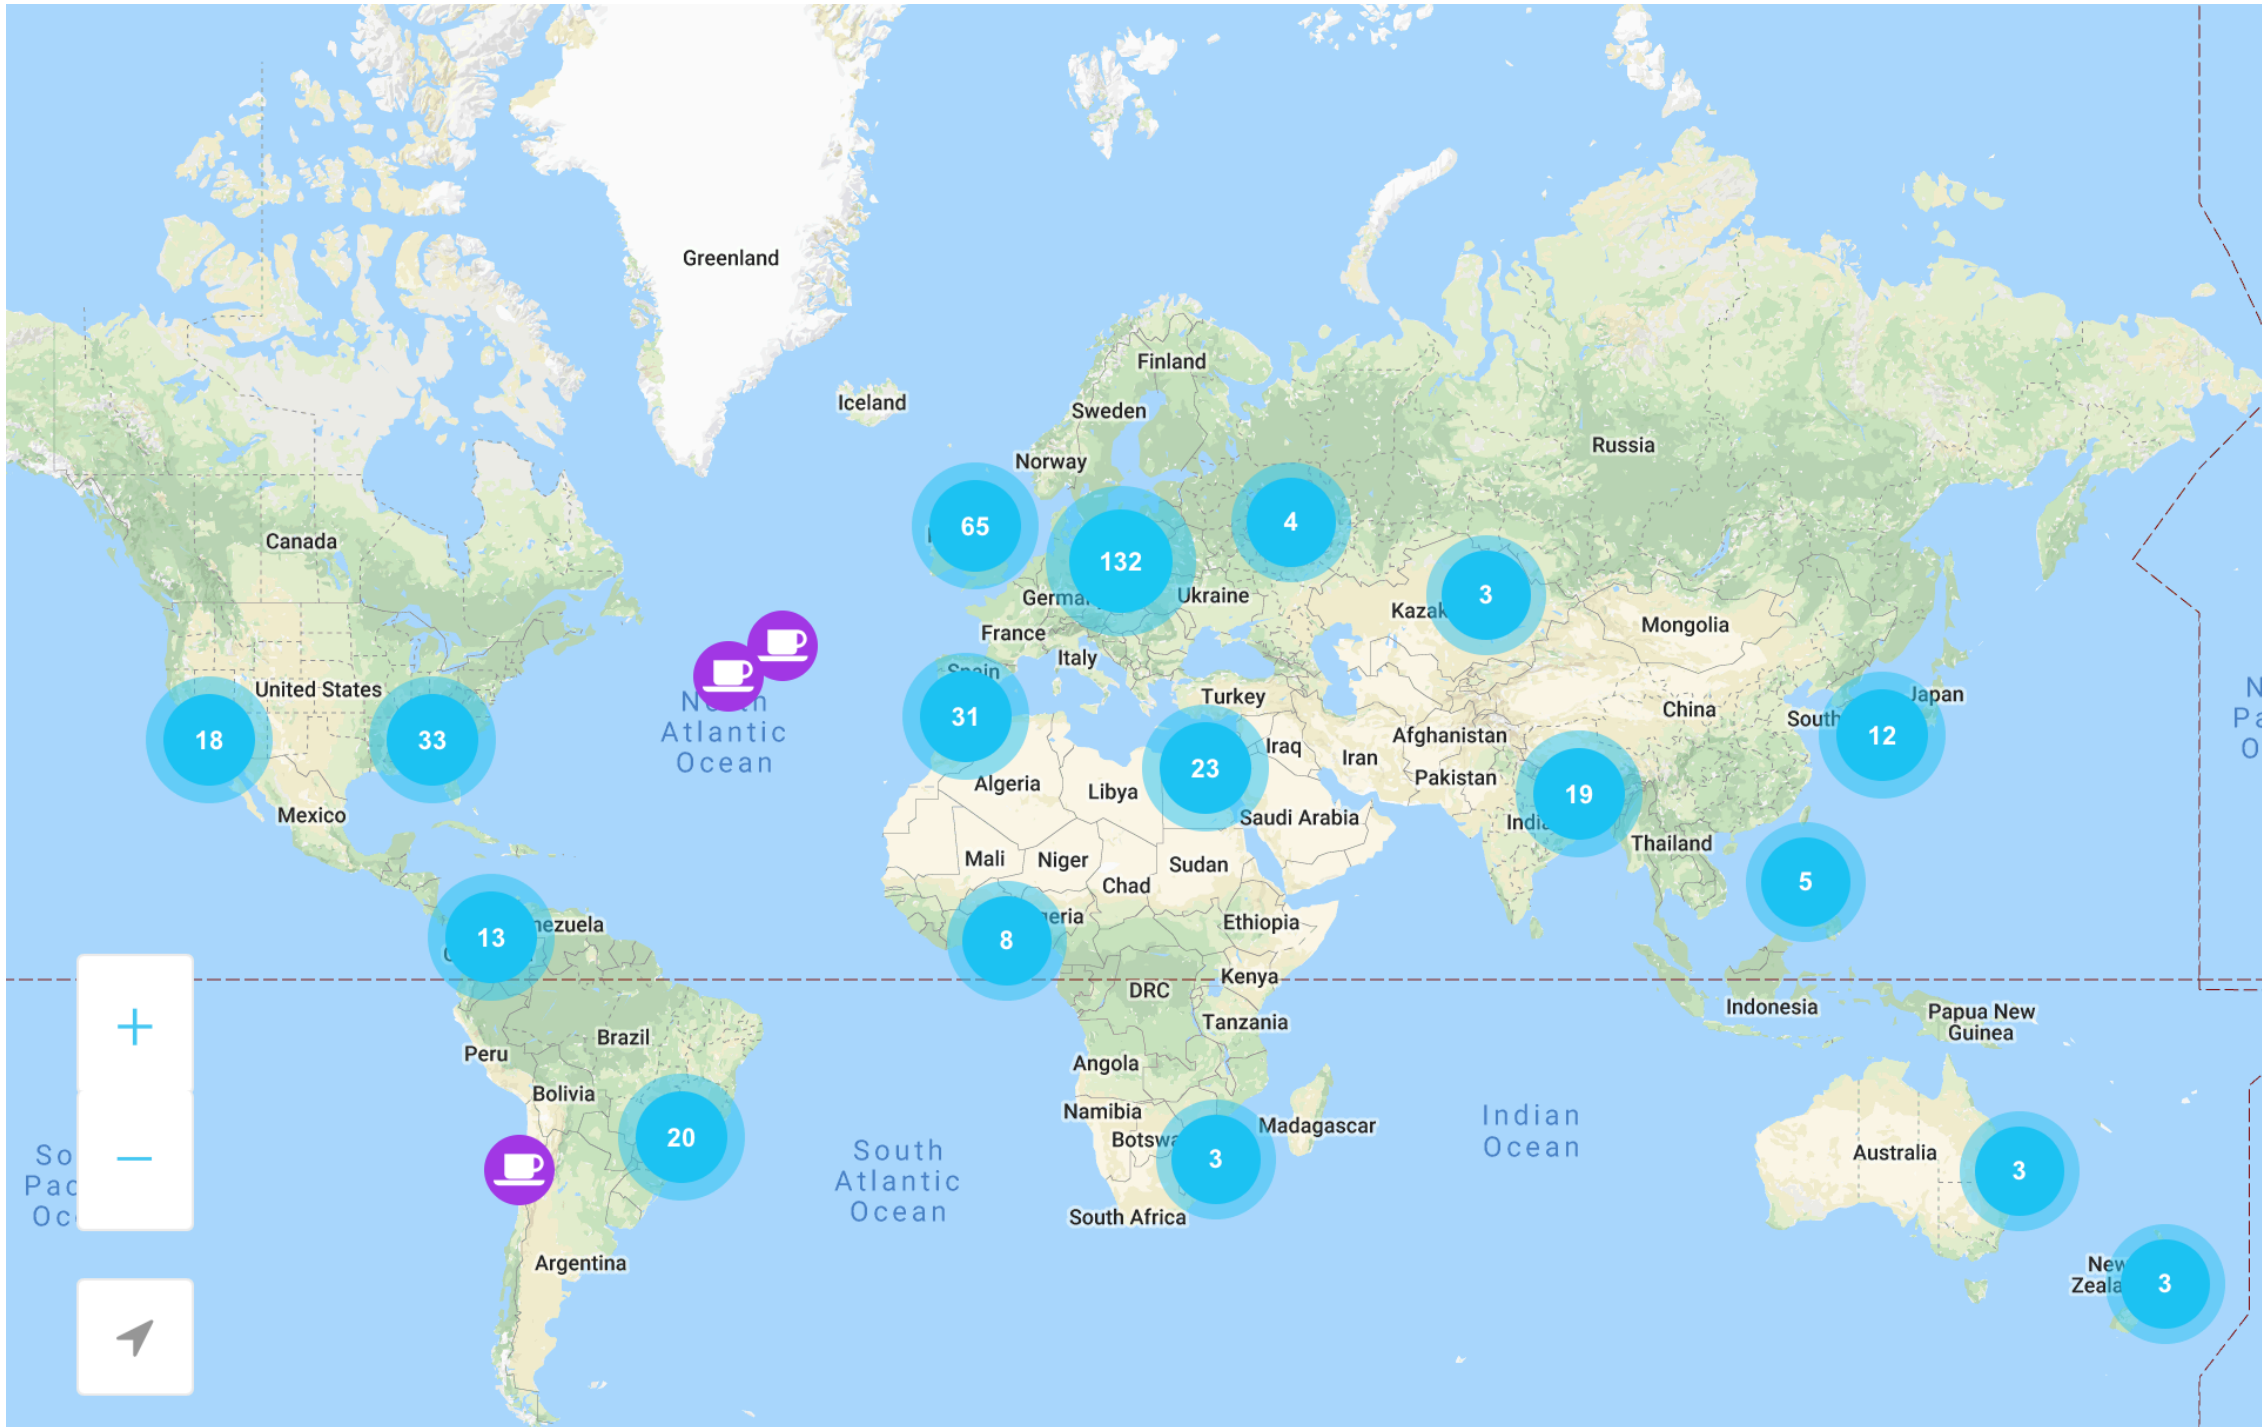 Greenland
Finland
Iceland
Sweden
Russia
Norway
65
4
Canada
132
Ukraine
3
Mongolia
France
Italy
United States
Turkey
Japan
31
China
South
12
18
33
Afghanistan
North
Atlantic
Ocean
Iraq
Iran
23
Pakistan
Algeria
Libya
19
Mexico
Saudi Arabia
Thailand
Mali
Niger
Sudan
Chad
5
13
8
Ethiopia
Kenya
DRC
Indonesia
Papua New
Guinea
Tanzania
Brazil
Peru
Angola
Bolivia
Namibia
Madagascar
Indian
Ocean
20
3
Australia
3
South
Atlantic
Ocean
South Africa
Argentina
New
3